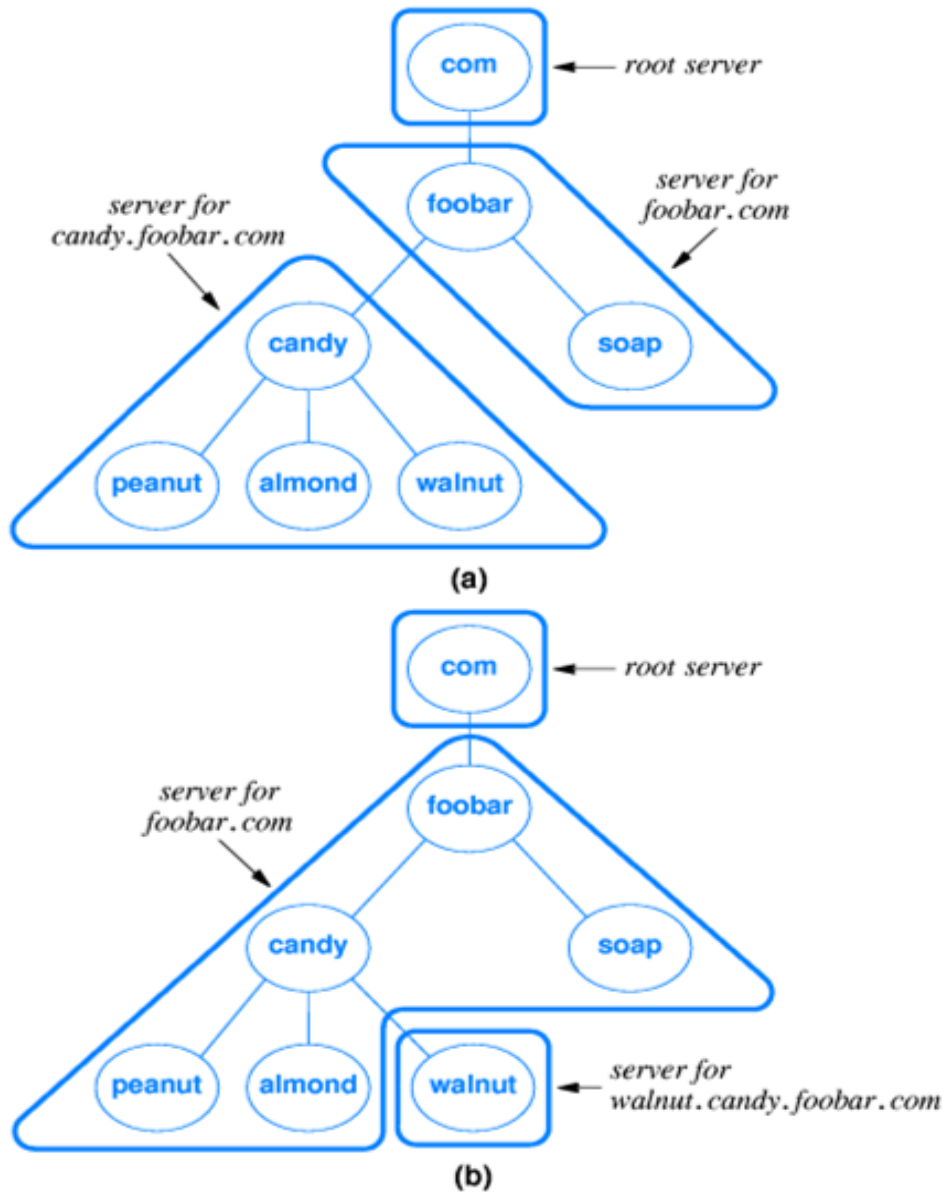 com
root server
foobar
server for
foobar.com
server for
candy.foobar.com
candy
soap
peanut
almond
walnut
(a)
com
root server
server for
foobar.com
foobar
candy
soap
peanut
almond
walnut
server for
walnut.candy.foobar.com
(b)